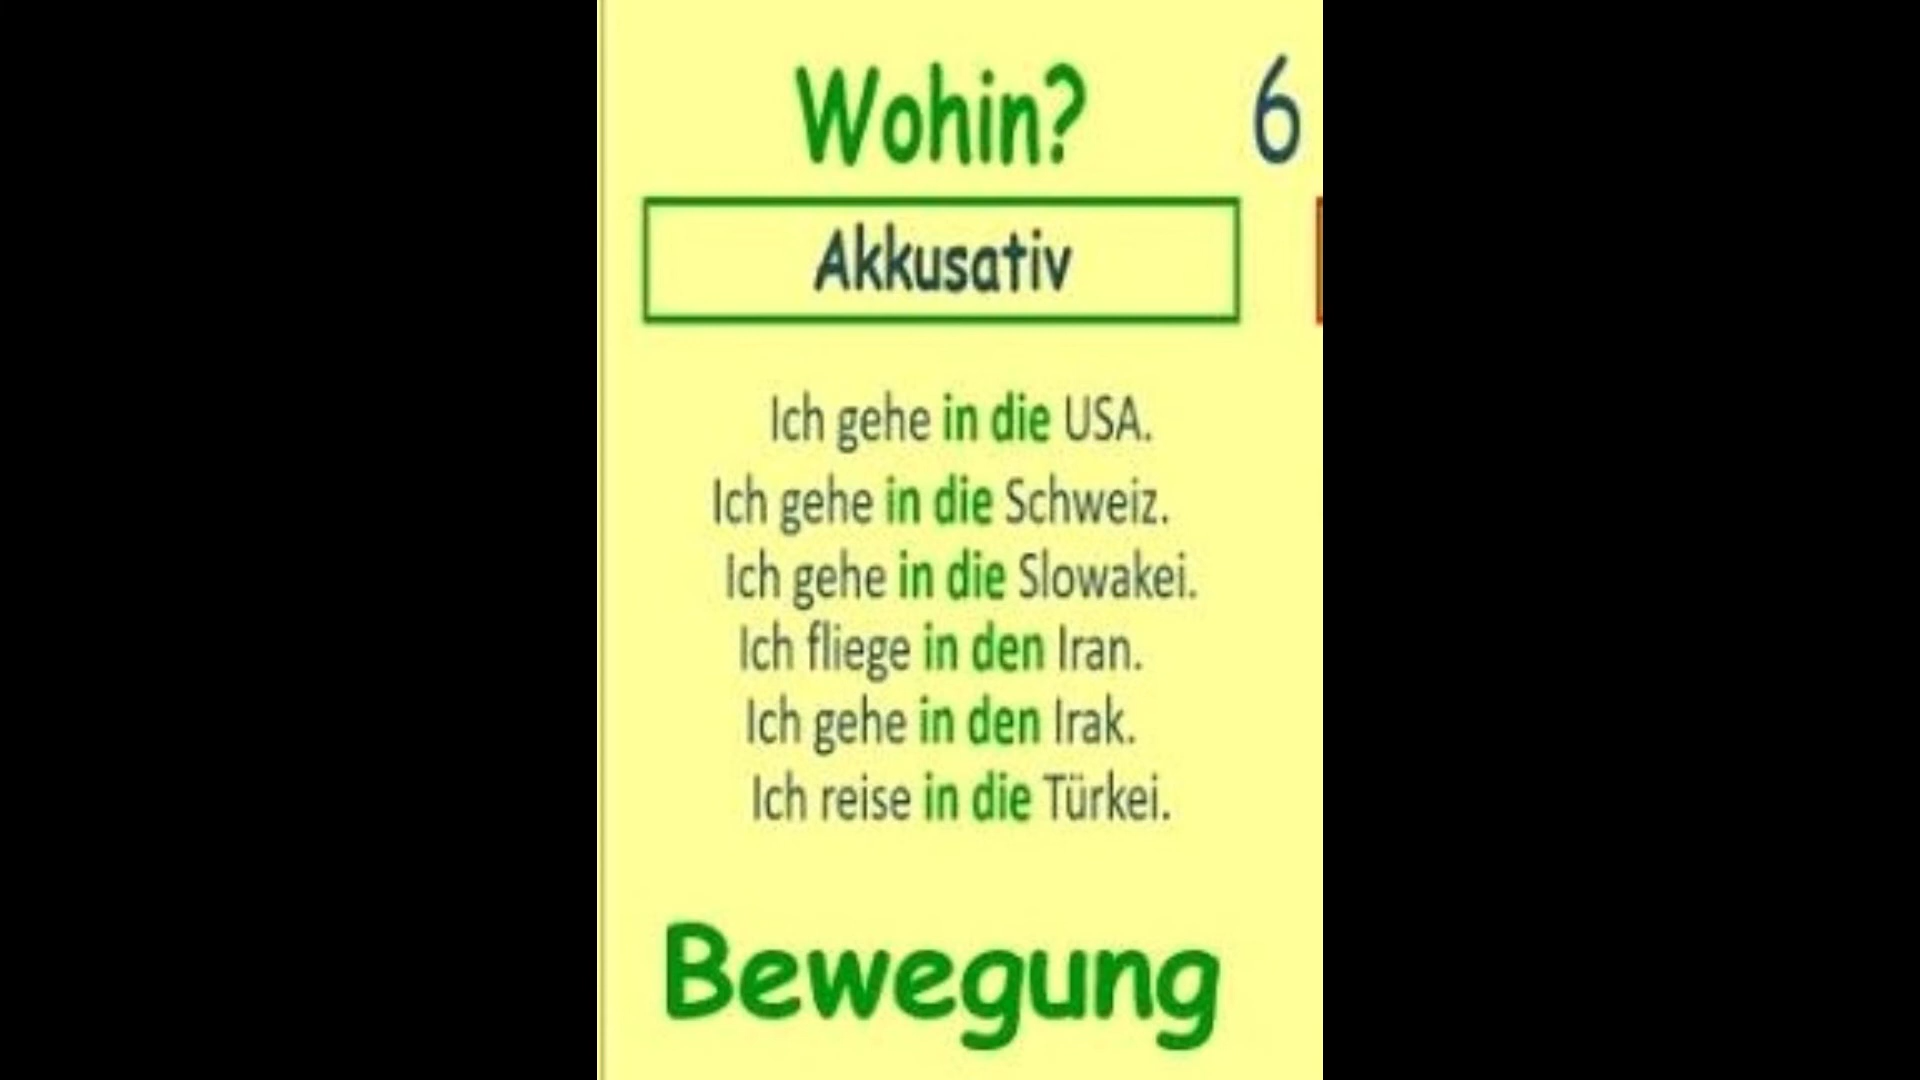 Wohin?
6
Akkusativ
Ich gehe in die USA.
Ich gehe in die Schweiz.
Ich gehe in die Slowakei.
Ich fliege in den Iran.
Ich gehe in den Irak.
Ich reise in die Türkei.
Bewegung